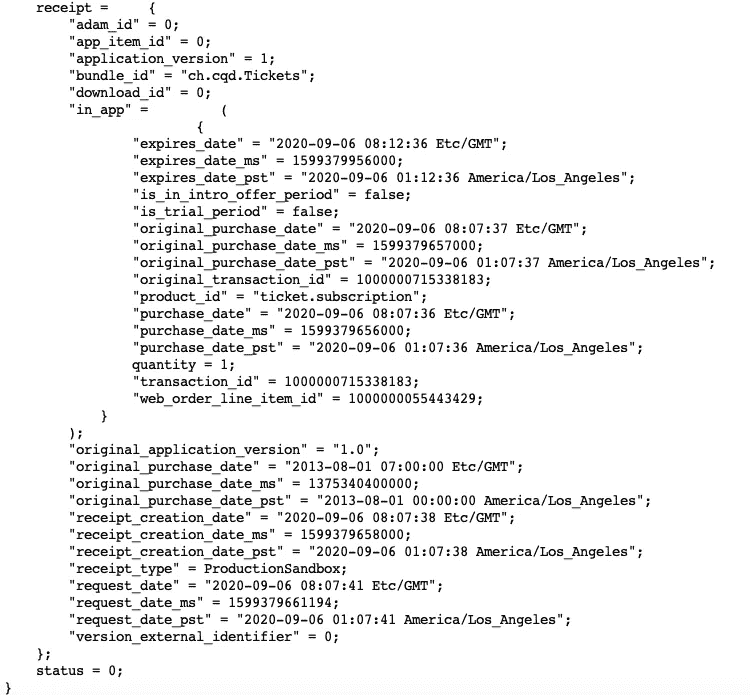 receipt =     {
"adam_id" = 0;
"app_item_id" = 0;
"application_version" = 1;
"bundle_id" = "ch.cqd.Tickets";
"download_id" = 0;
"in_app" =         (
{
"expires_date" = "2020-09-06 08:12:36 Etc/GMT";
"expires_date_ms" = 1599379956000;
"expires_date_pst" = "2020-09-06 01:12:36 America/Los_Angeles";
"is_in_intro_offer_period" = false;
"is_trial_period" = false;
"original_purchase_date" = "2020-09-06 08:07:37 Etc/GMT";
"original_purchase_date_ms" = 1599379657000;
"original_purchase_date_pst" = "2020-09-06 01:07:37 America/Los_Angeles";
"original_transaction_id" = 1000000715338183;
"product_id" = "ticket.subscription";
"purchase_date" = "2020-09-06 08:07:36 Etc/GMT";
"purchase_date_ms" = 1599379656000;
"purchase_date_pst" = "2020-09-06 01:07:36 America/Los_Angeles";
quantity = 1;
"transaction_id" = 1000000715338183;
"web_order_line_item_id" = 1000000055443429;
}
);
"original_application_version" = "1.0";
"original_purchase_date" = "2013-08-01 07:00:00 Etc/GMT";
"original_purchase_date_ms" = 1375340400000;
"original_purchase_date_pst" = "2013-08-01 00:00:00 America/Los_Angeles";
"receipt_creation_date" = "2020-09-06 08:07:38 Etc/GMT";
"receipt_creation_date_ms" = 1599379658000;
"receipt_creation_date_pst" = "2020-09-06 01:07:38 America/Los_Angeles";
"receipt_type" = ProductionSandbox;
"request_date" = "2020-09-06 08:07:41 Etc/GMT";
"request_date_ms" = 1599379661194;
"request_date_pst" = "2020-09-06 01:07:41 America/Los_Angeles";
"version_external_identifier" = 0;
};
status = 0;
}